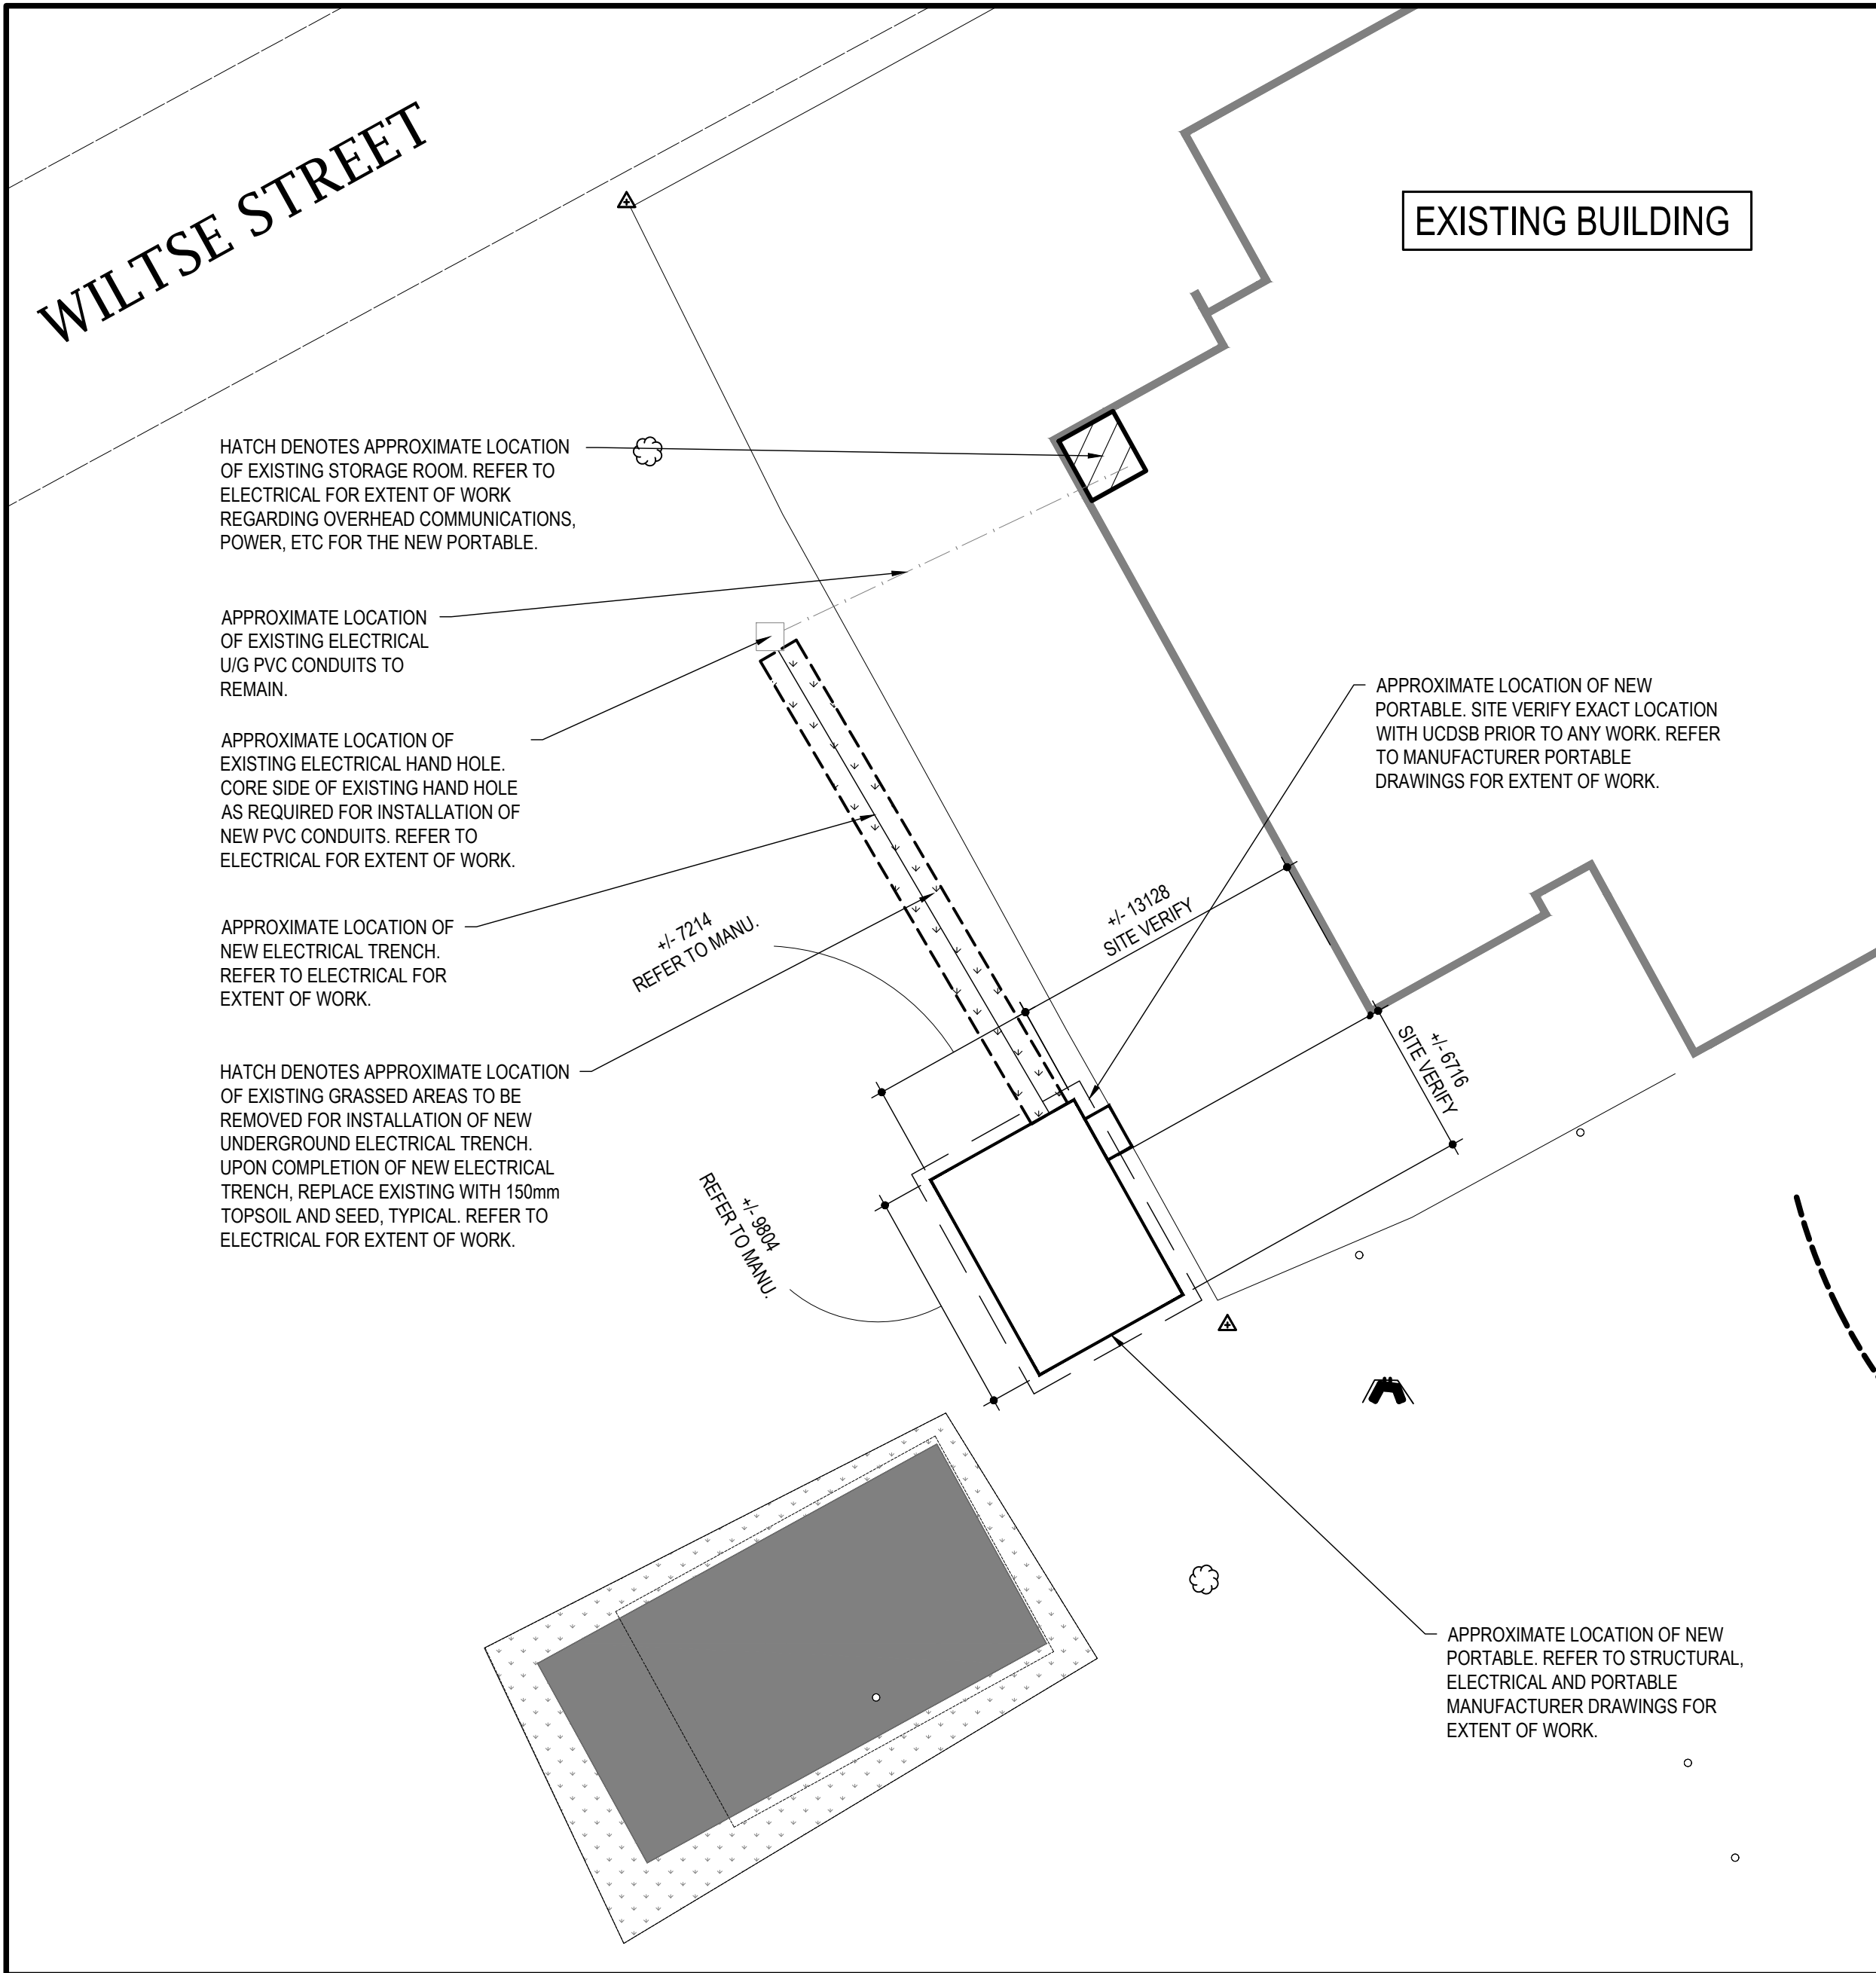 WILTSE STREET
EXISTING BUILDING
HATCH DENOTES APPROXIMATE LOCATION
OF EXISTING STORAGE ROOM. REFER TO
ELECTRICAL FOR EXTENT OF WORK
REGARDING OVERHEAD COMMUNICATIONS,
POWER, ETC FOR THE NEW PORTABLE.
APPROXIMATE LOCATION
OF EXISTING ELECTRICAL
U/G PVC CONDUITS TO
REMAIN.
APPROXIMATE LOCATION OF
EXISTING ELECTRICAL HAND HOLE.
CORE SIDE OF EXISTING HAND HOLE
AS REQUIRED FOR INSTALLATION OF
NEW PVC CONDUITS. REFER TO
ELECTRICAL FOR EXTENT OF WORK.
APPROXIMATE LOCATION OF
NEW ELECTRICAL TRENCH.
REFER TO ELECTRICAL FOR
EXTENT OF WORK.
HATCH DENOTES APPROXIMATE LOCATION
OF EXISTING GRASSED AREAS TO BE
REMOVED FOR INSTALLATION OF NEW
UNDERGROUND ELECTRICAL TRENCH.
UPON COMPLETION OF NEW ELECTRICAL
TRENCH, REPLACE EXISTING WITH 150mm
TOPSOIL AND SEED, TYPICAL. REFER TO
ELECTRICAL FOR EXTENT OF WORK.
+/- 7214
REFER TO MANU.
+/- 13128
SITE VERIFY
APPROXIMATE LOCATION OF NEW
PORTABLE. SITE VERIFY EXACT LOCATION
WITH UCDSB PRIOR TO ANY WORK. REFER
TO MANUFACTURER PORTABLE
DRAWINGS FOR EXTENT OF WORK.
+/- 6716
SITE VERIFY
+/- 9804
REFER TO MANU.
APPROXIMATE LOCATION OF NEW
PORTABLE. REFER TO STRUCTURAL,
ELECTRICAL AND PORTABLE
MANUFACTURER DRAWINGS FOR
EXTENT OF WORK.